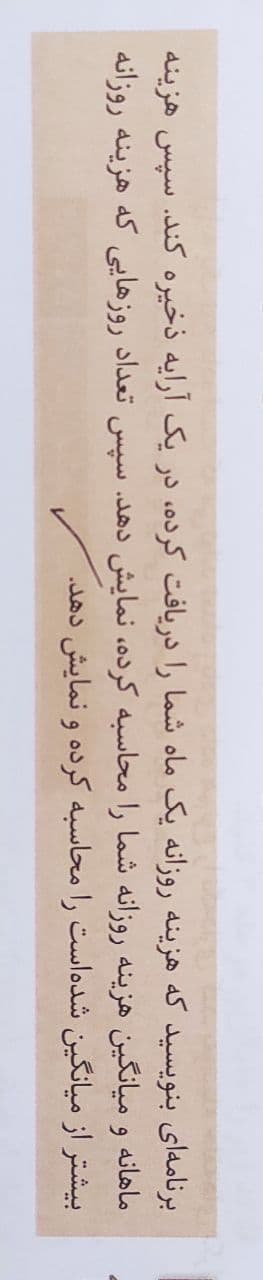 برنامه‌ای بنویسید که هزینه روزانه یک ماه شما را دریافت کرده، در یک آرایه ذخیره کند. سپس هزینه
ماهانه و میانگین هزینه روزانه شما را محاسبه کرده، نمایش دهد. سپس تعداد روزهایی که هزینه روزانه
بیشتر از میانگین شده‌است را محاسبه کرده و نمایش دهد.